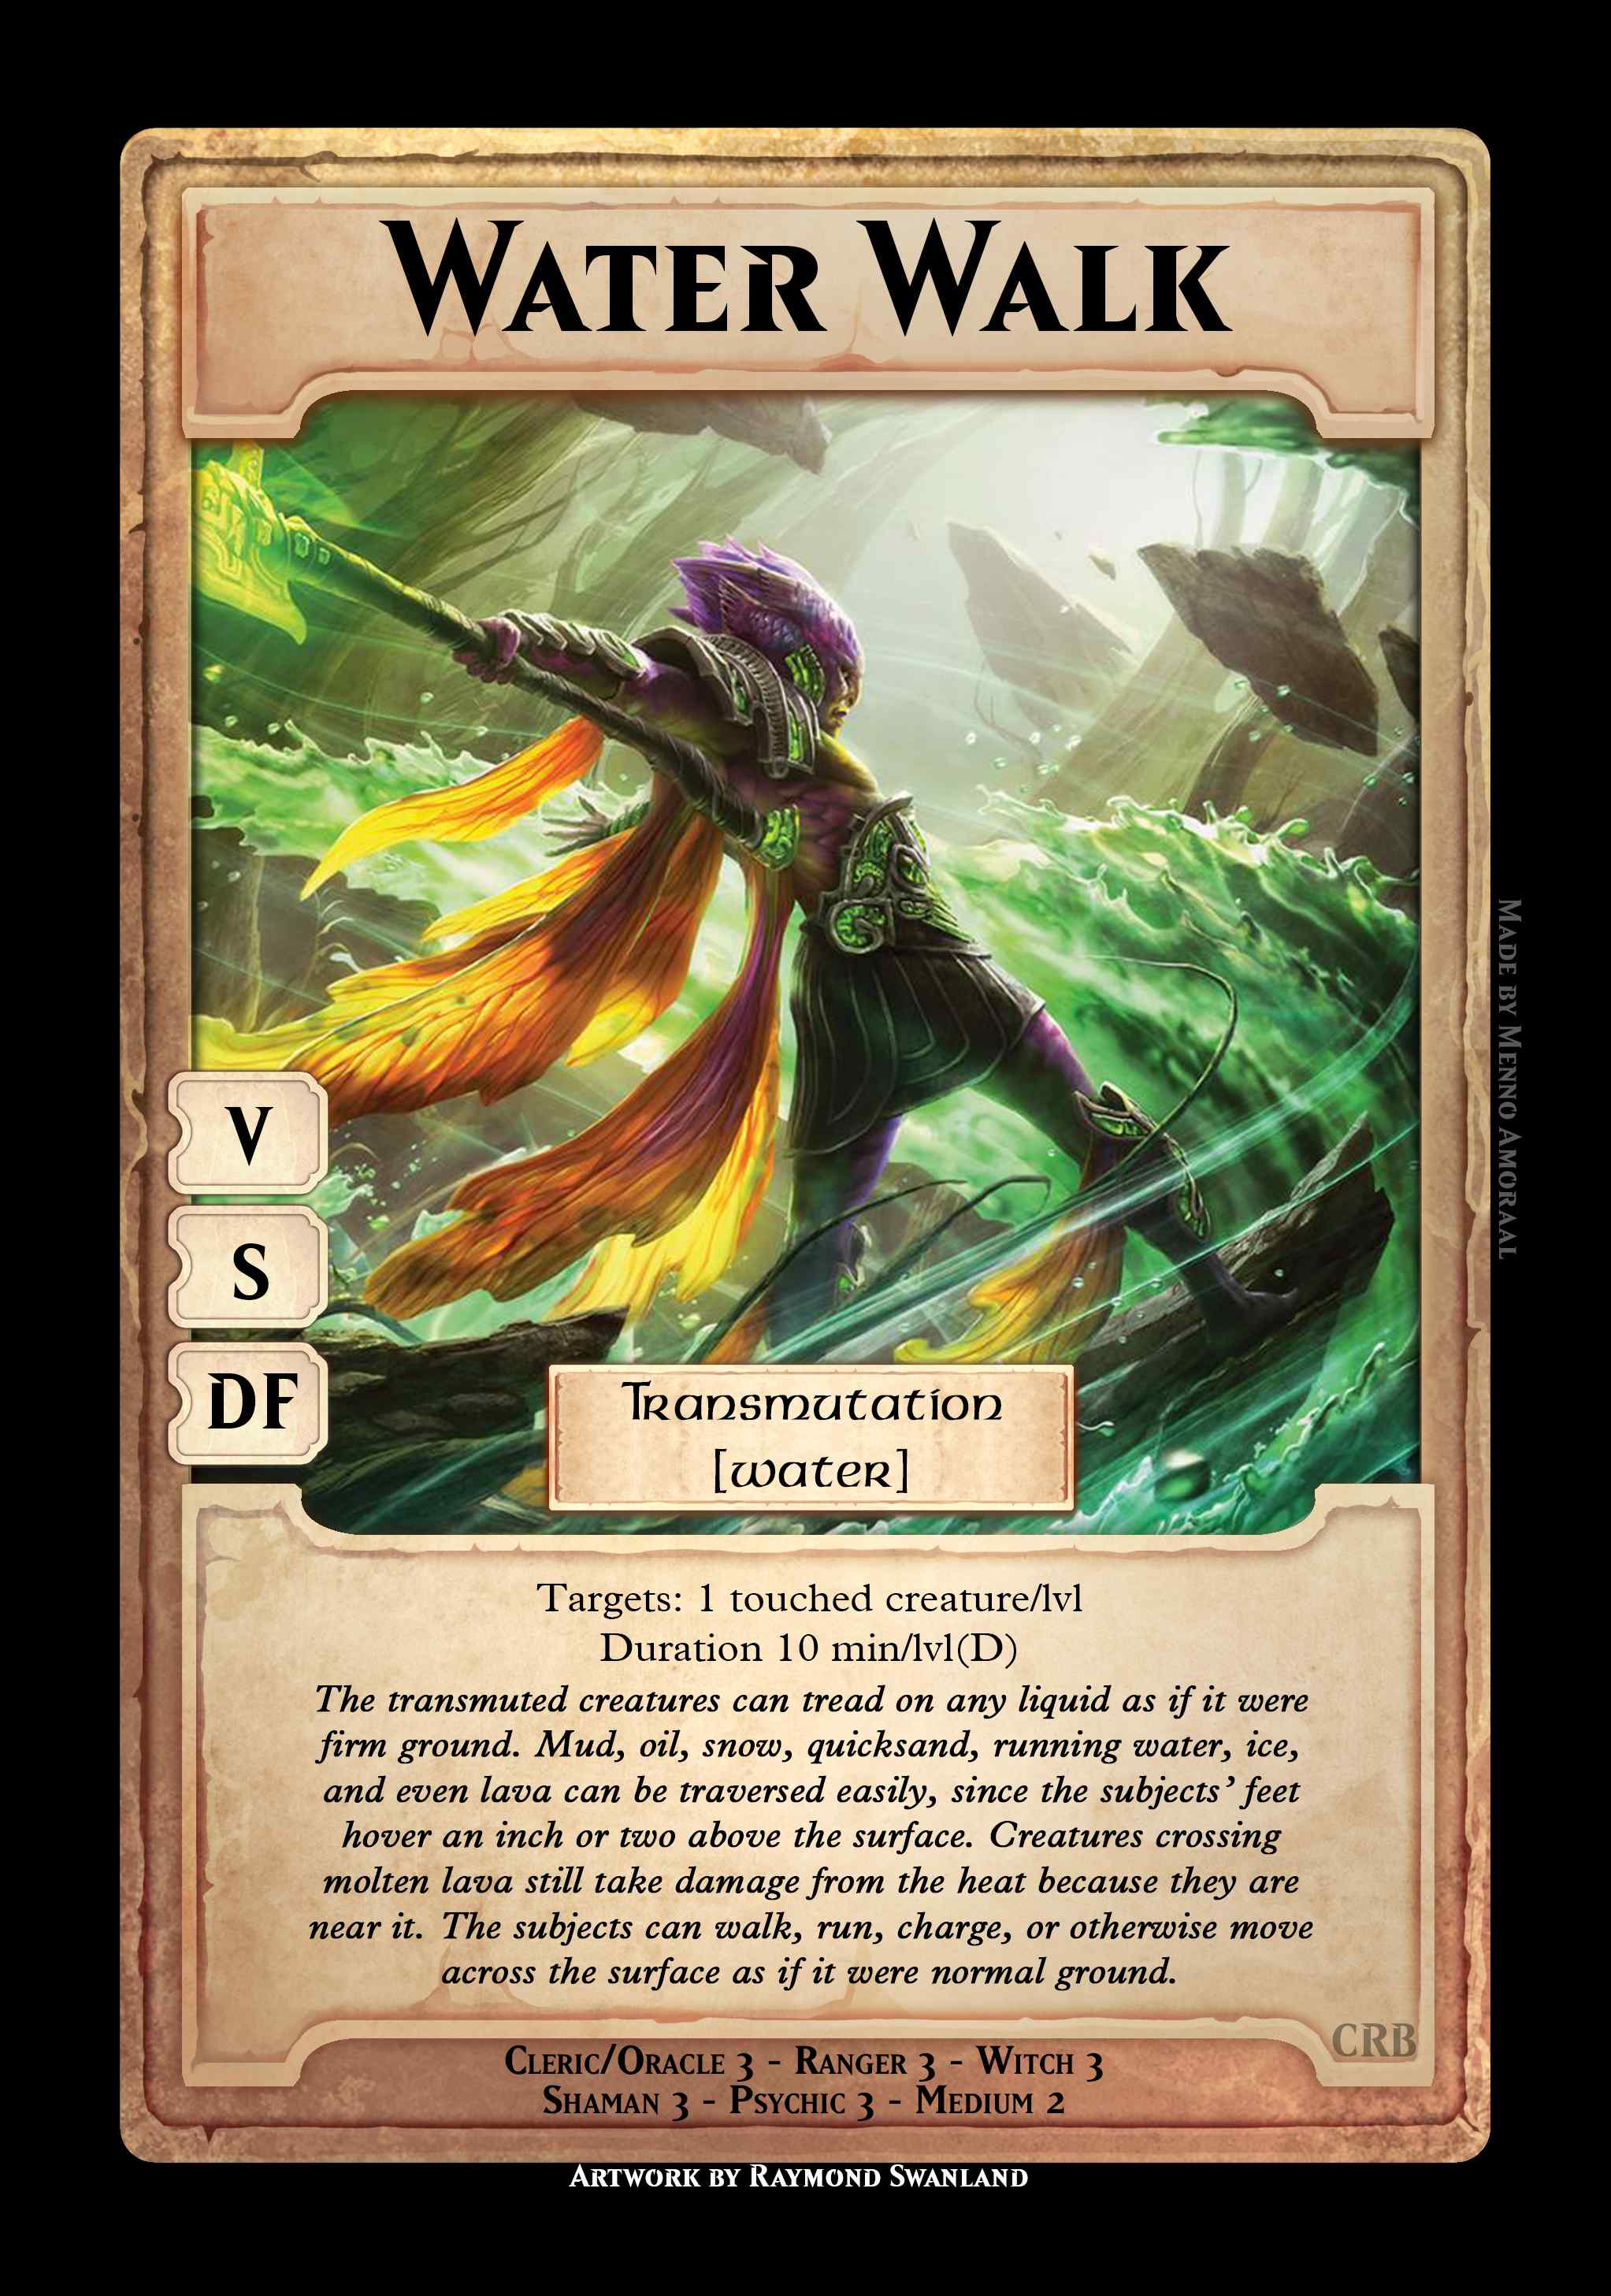 Water Walk
V
S
DF
Transmutation
[water]
Targets: 1 touched creature/lvl
Duration 10 min/lvl(D)
The transmuted creatures can tread on any liquid as if it were
firm ground. Mud, oil, snow, quicksand, running water, ice,
and even lava can be traversed easily, since the subjects’ feet
hover an inch or two above the surface. Creatures crossing
molten lava still take damage from the heat because they are
near it. The subjects can walk, run, charge, or otherwise move
across the surface as if it were normal ground.
CRB
Cleric/Oracle 3 - Ranger 3 - Witch 3
Shaman 3 - Psychic 3 - Medium 2
Artwork by Raymond Swanland
Made by Menno Amoraal